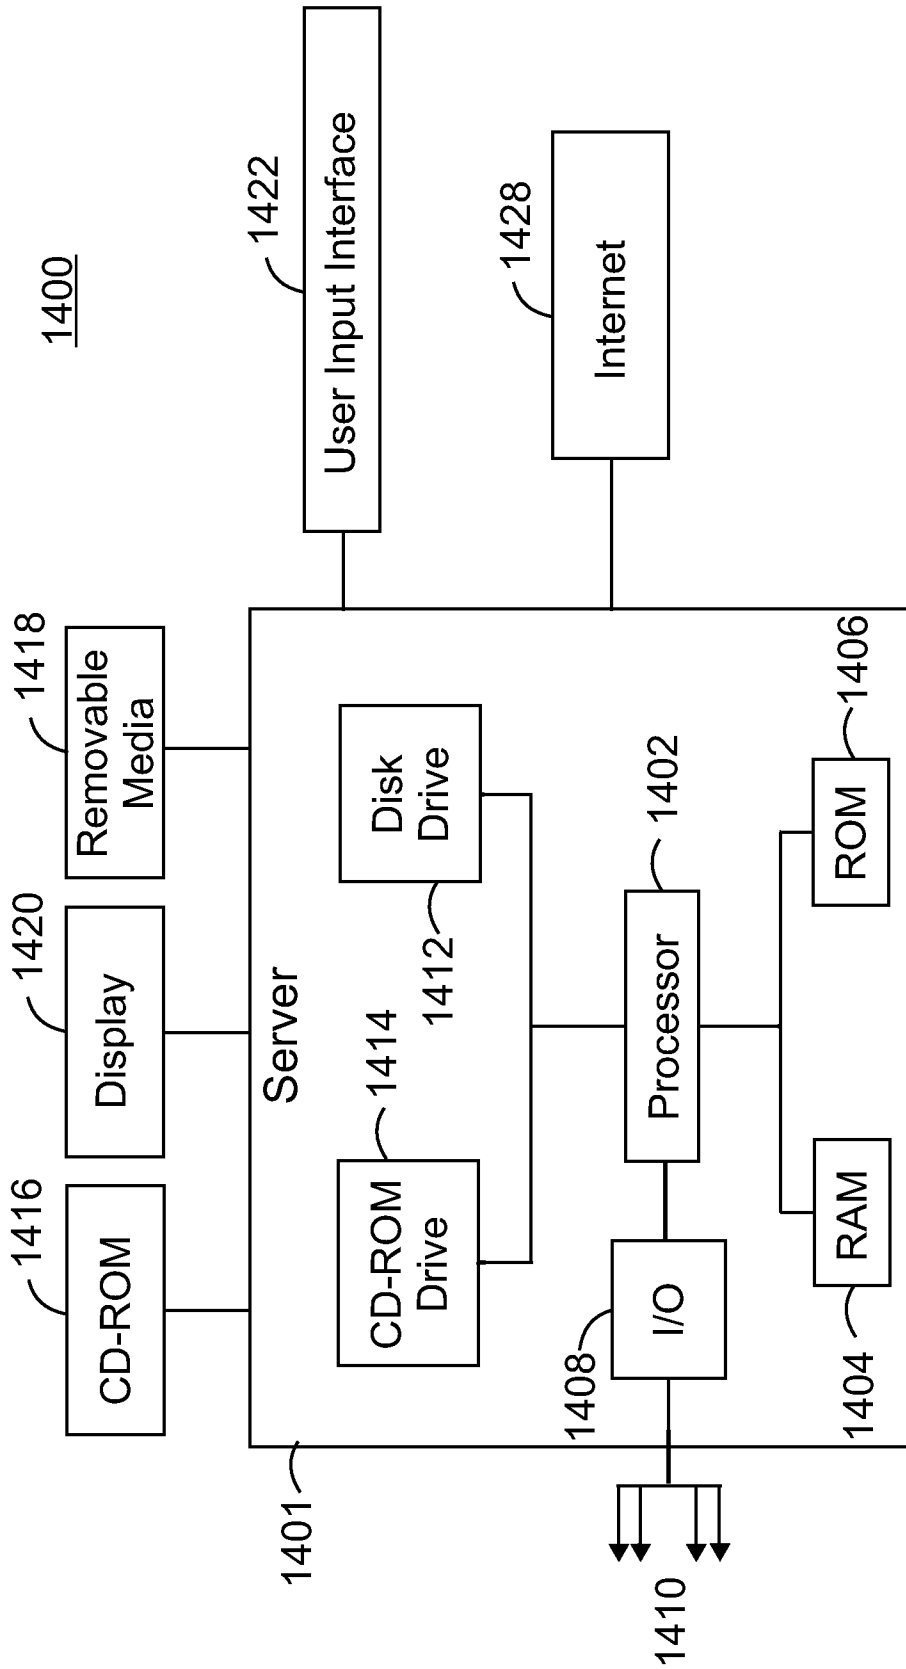 1400
1416
1420
1418
CD-ROM
Display
Removable
Media
1422
User Input Interface
1401
Server
1414
CD-ROM
Drive
Disk
Drive
1412
1428
Internet
1410
1408
I/O
Processor
1402
1404
RAM
ROM
1406